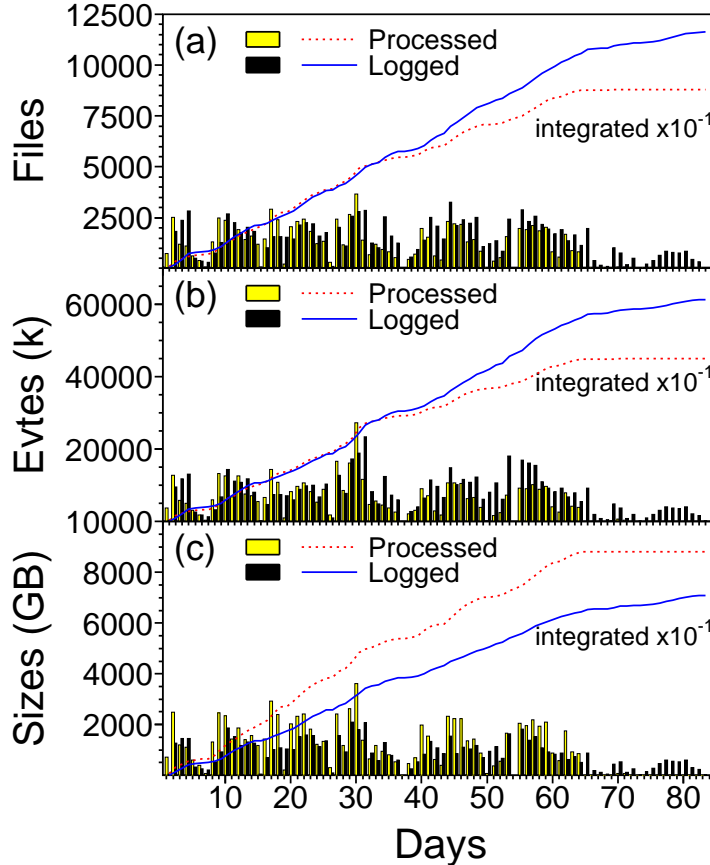 12500
(a)
Processed
Logged
10000
7500
5000
2500
Files
integrated x10-1
(b)
Processed
Logged
60000
40000
20000
Evtes (k)
integrated x10-1
10000
(c)
Processed
Logged
8000
6000
4000
2000
Sizes (GB)
integrated x10-1
10 20 30 40 50 60 70 80
Days